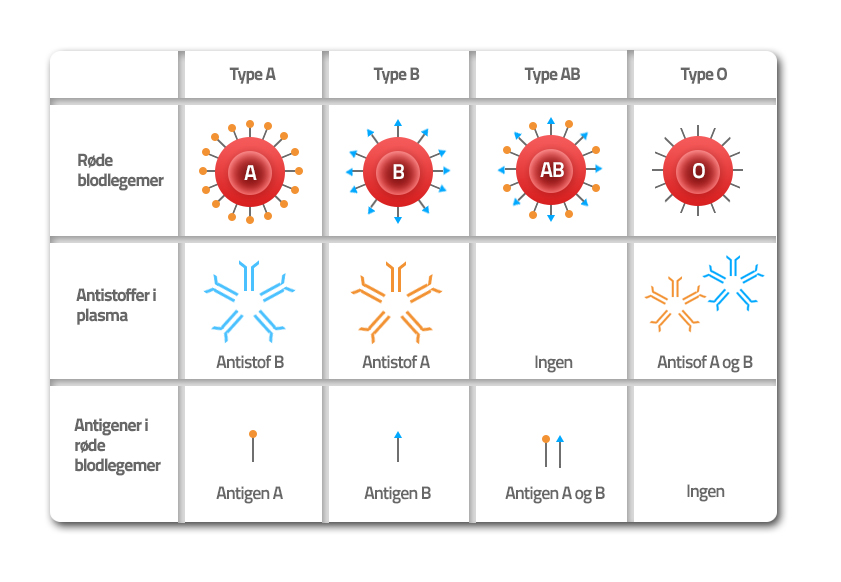 Type A
Type B
Type AB
Type O
Røde
blodlegemer
A
B
AB
O
Antistoffer i
plasma
Antistof B
Antistof A
Ingen
Antisof A og B
Antigener i
røde
blodlegemer
Antigen A
Antigen B
Antigen A og B
Ingen